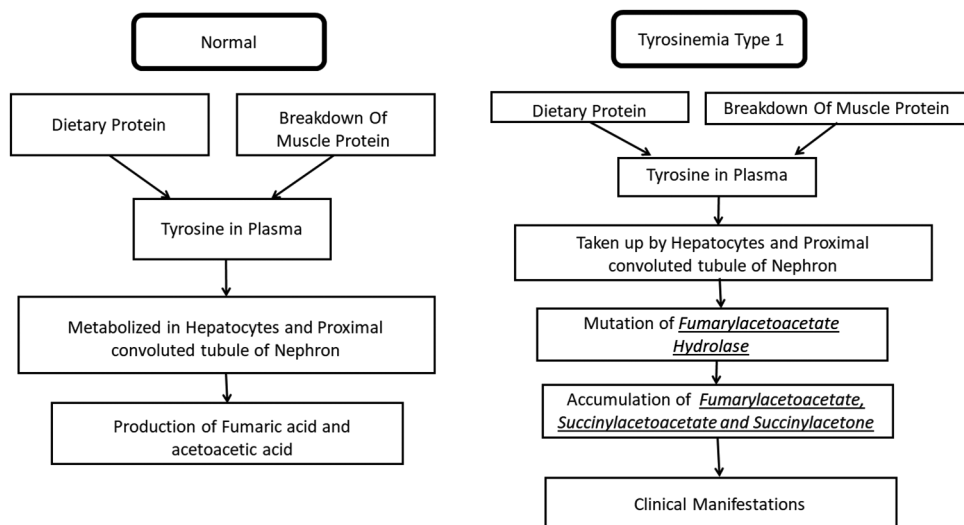 Normal
Dietary Protein
Breakdown Of
Muscle Protein
Tyrosine in Plasma
Metabolized in Hepatocytes and Proximal
convoluted tubule of Nephron
Production of Fumaric acid and
acetoacetic acid
Tyrosinemia Type 1
Dietary Protein
Breakdown Of Muscle Protein
Tyrosine in Plasma
Taken up by Hepatocytes and Proximal
convoluted tubule of Nephron
Mutation of Fumarylacetoacetate
Hydrolase
Accumulation of Fumarylacetoacetate,
Succinylacetoacetate and Succinylacetone
Clinical Manifestations